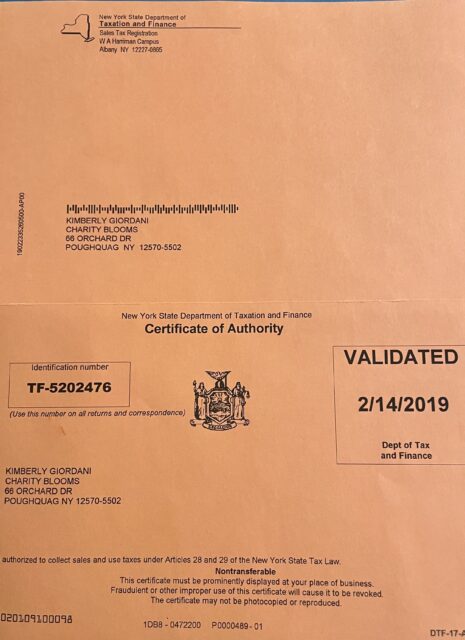 New York State Department of
Taxation and Finance
Sales Tax Registration
W A Harriman Campus
Albany NY 12227-0865
19022335260500-AP00
KIMBERLY GIORDANI
CHARITY BLOOMS
66 ORCHARD DR
POUGHQUAG NY 12570-5502
New York State Department of Taxation and Finance
Certificate of Authority
Identification number
TF-5202476
(Use this number on all returns and correspondence)
VALIDATED
2/14/2019
Dept of Tax
and Finance
KIMBERLY GIORDANI
CHARITY BLOOMS
66 ORCHARD DR
POUGHQUAG NY 12570-5502
authorized to collect sales and use taxes under Articles 28 and 29 of the New York State Tax Law.
Nontransferable
This certificate must be prominently displayed at your place of business.
Fraudulent or other improper use of this certificate will cause it to be revoked.
The certificate may not be photocopied or reproduced.
020109100098
1DB8 - 0472200 P0000489 - 01
DTF-17-A